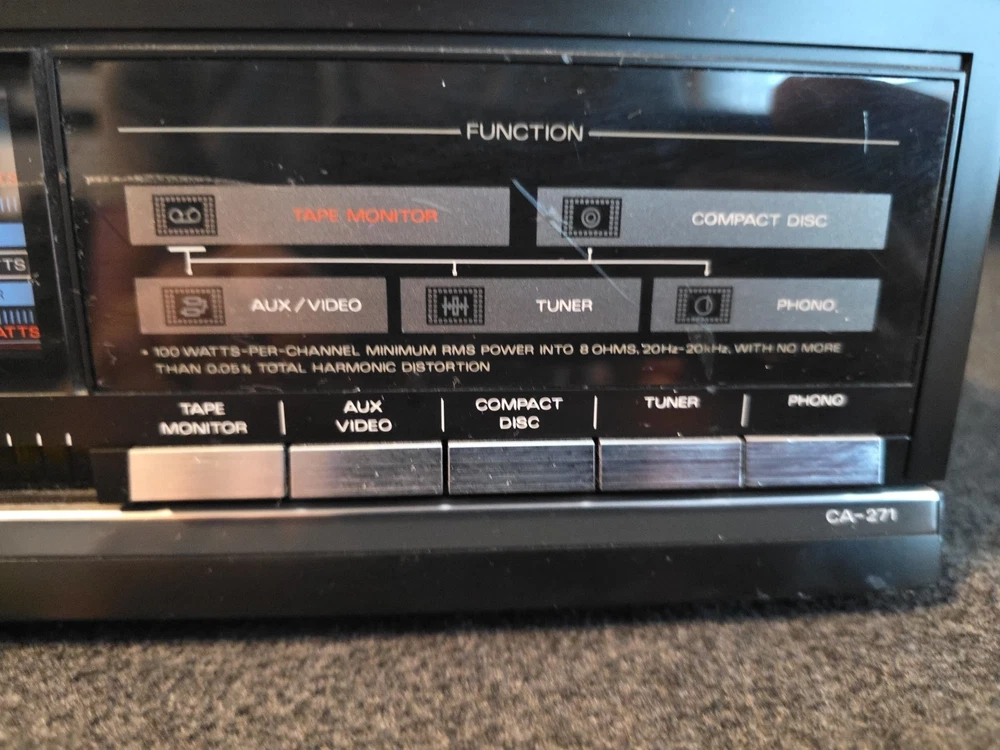 FUNCTION
TAPE MONITOR
COMPACT DISC
AUX/VIDEO
TUNER
PHONO
• 100 WATTS-PER-CHANNEL MINIMUM RMS POWER INTO 8 OHMS, 20Hz-20kHz, WITH NO MORE
THAN 0.05% TOTAL HARMONIC DISTORTION
TTS
R
ATTS
TAPE
MONITOR
AUX
VIDEO
COMPACT
DISC
TUNER
PHONO
CA-271